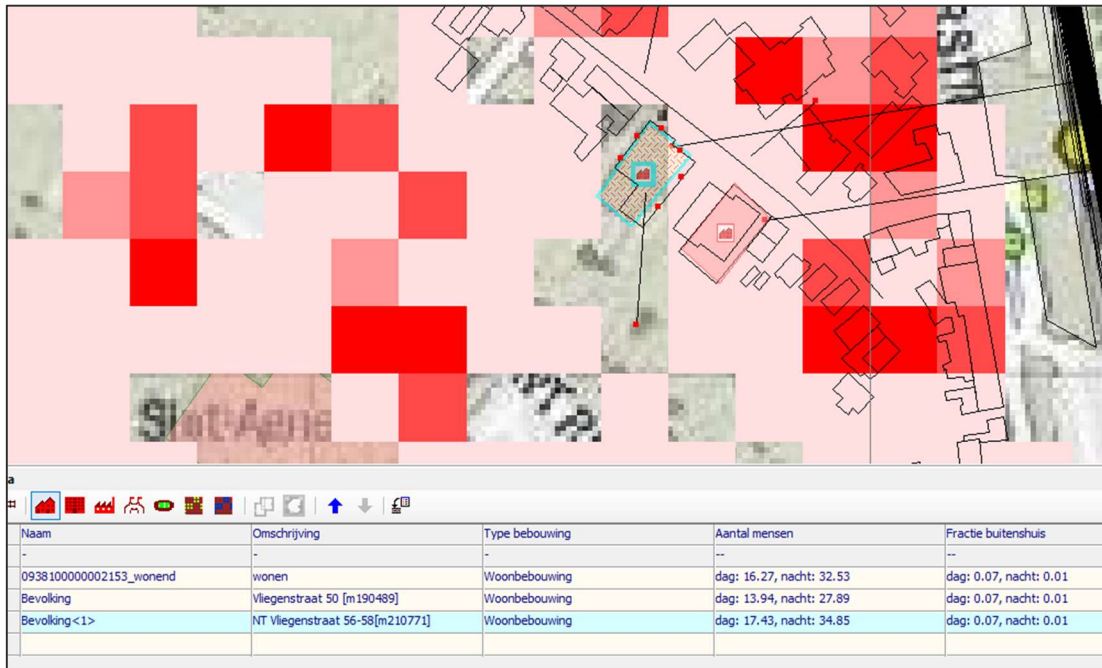 ASTR
Sint-Agne
a
Naam Omschrijving Type bebouwing Aantal mensen Fractie buitenshuis
- - - -- --
0938100000002153_wonend wonen Woonbebouwing dag: 16.27, nacht: 32.53 dag: 0.07, nacht: 0.01
Bevolking Vliegenstraat 50 [m190489] Woonbebouwing dag: 13.94, nacht: 27.89 dag: 0.07, nacht: 0.01
Bevolking<1> NT Vliegenstraat 56-58[m210771] Woonbebouwing dag: 17.43, nacht: 34.85 dag: 0.07, nacht: 0.01